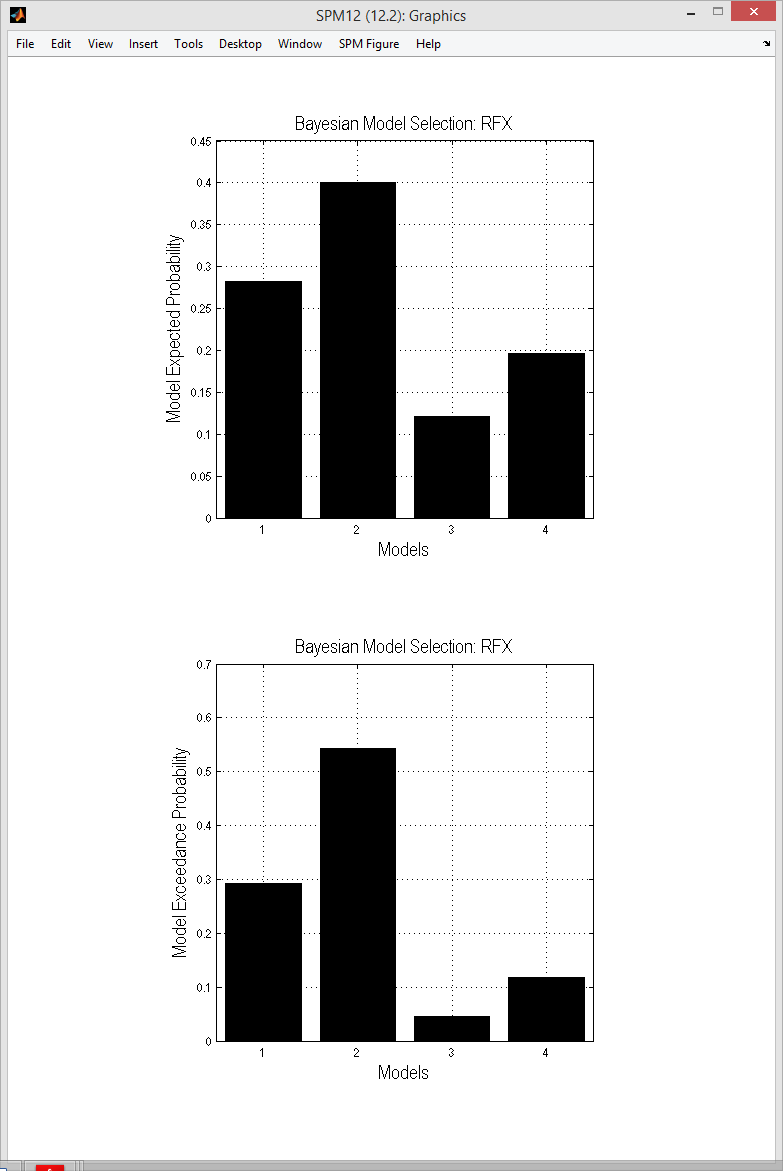 SPM12 (12.2): Graphics
File Edit View Insert Tools Desktop Window SPM Figure Help
Bayesian Model Selection: RFX
Model Expected Probability
0.45
0.4
0.35
0.3
0.25
0.2
0.15
0.1
0.05
0
1 2 3 4
Models
Bayesian Model Selection: RFX
Model Exceedance Probability
0.7
0.6
0.5
0.4
0.3
0.2
0.1
0
1 2 3 4
Models